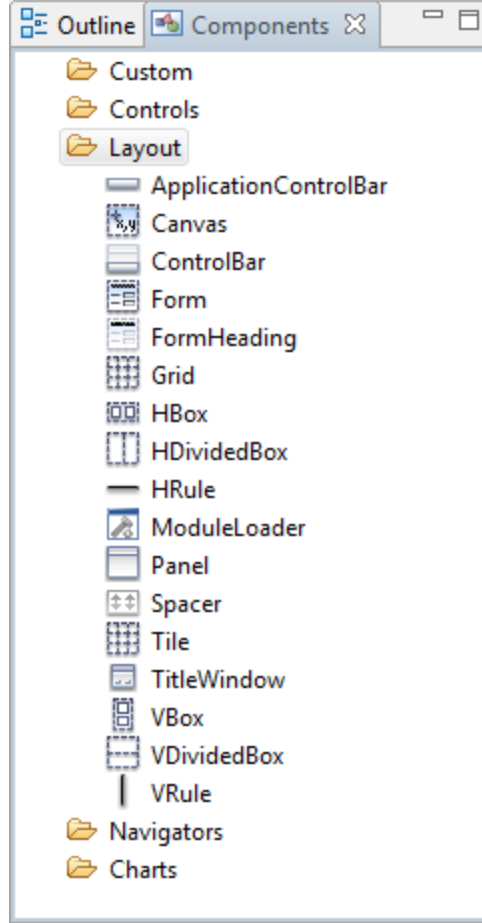 Outline Components
Custom
Controls
Layout
ApplicationControlBar
x,y Canvas
ControlBar
Form
FormHeading
Grid
HBox
HDividedBox
HRule
ModuleLoader
Panel
Spacer
Tile
TitleWindow
VBox
VDividedBox
VRule
Navigators
Charts